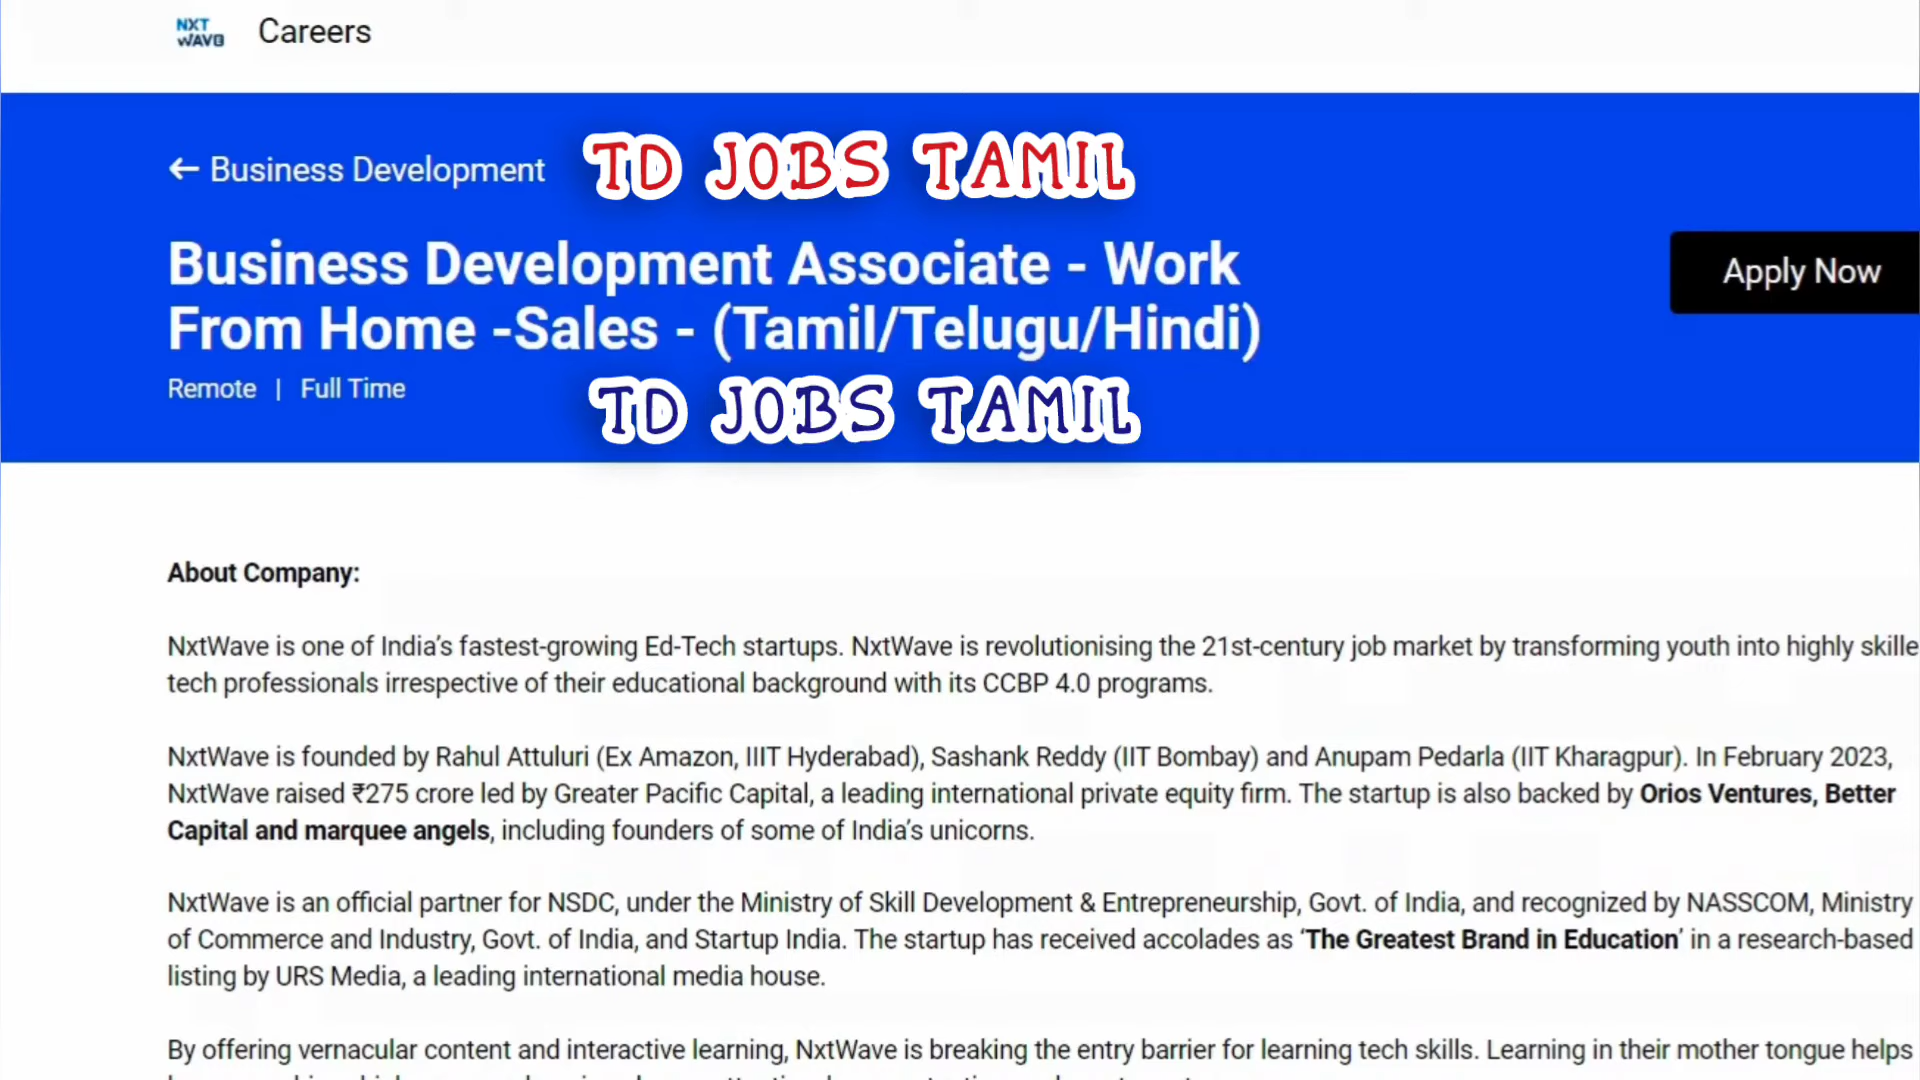 NXT
WAVE
Careers
← Business Development
TD JOBS TAMIL
Business Development Associate - Work
From Home -Sales - (Tamil/Telugu/Hindi)
Apply Now
Remote | Full Time
TD JOBS TAMIL
About Company:
NxtWave is one of India’s fastest-growing Ed-Tech startups. NxtWave is revolutionising the 21st-century job market by transforming youth into highly skille
tech professionals irrespective of their educational background with its CCBP 4.0 programs.
NxtWave is founded by Rahul Attuluri (Ex Amazon, IIIT Hyderabad), Sashank Reddy (IIT Bombay) and Anupam Pedarla (IIT Kharagpur). In February 2023,
NxtWave raised ₹275 crore led by Greater Pacific Capital, a leading international private equity firm. The startup is also backed by Orios Ventures, Better
Capital and marquee angels, including founders of some of India’s unicorns.
NxtWave is an official partner for NSDC, under the Ministry of Skill Development & Entrepreneurship, Govt. of India, and recognized by NASSCOM, Ministry
of Commerce and Industry, Govt. of India, and Startup India. The startup has received accolades as ‘The Greatest Brand in Education’ in a research-based
listing by URS Media, a leading international media house.
By offering vernacular content and interactive learning, NxtWave is breaking the entry barrier for learning tech skills. Learning in their mother tongue helps